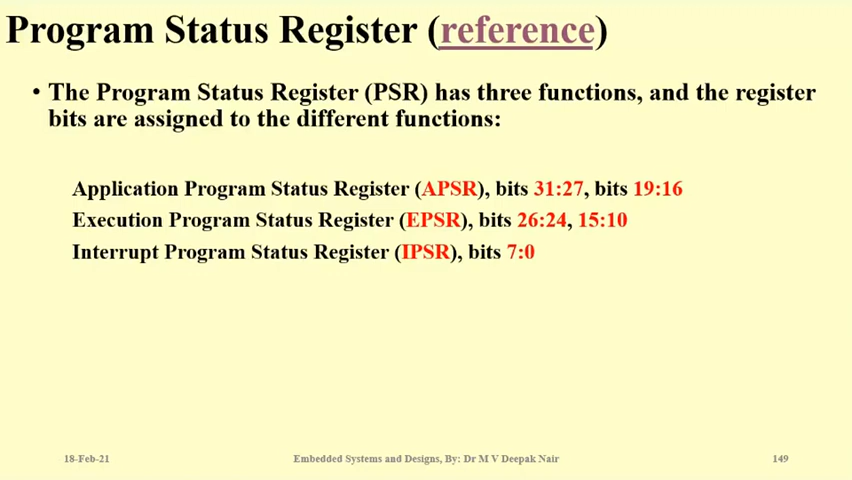 Program Status Register (reference)
• The Program Status Register (PSR) has three functions, and the register
bits are assigned to the different functions:
Application Program Status Register (APSR), bits 31:27, bits 19:16
Execution Program Status Register (EPSR), bits 26:24, 15:10
Interrupt Program Status Register (IPSR), bits 7:0
18-Feb-21 Embedded Systems and Designs, By: Dr M V Deepak Nair 149